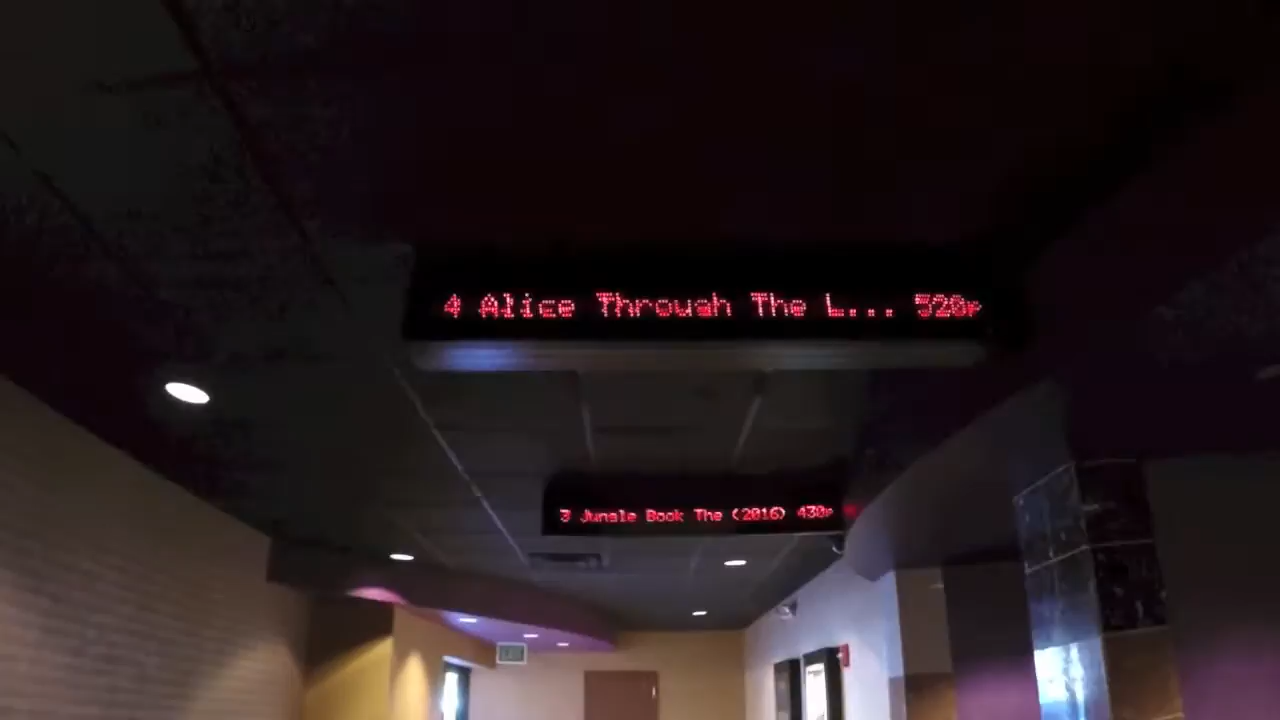 4 Alice Through The L... 520p
3 Jungle Book The (2016) 430p